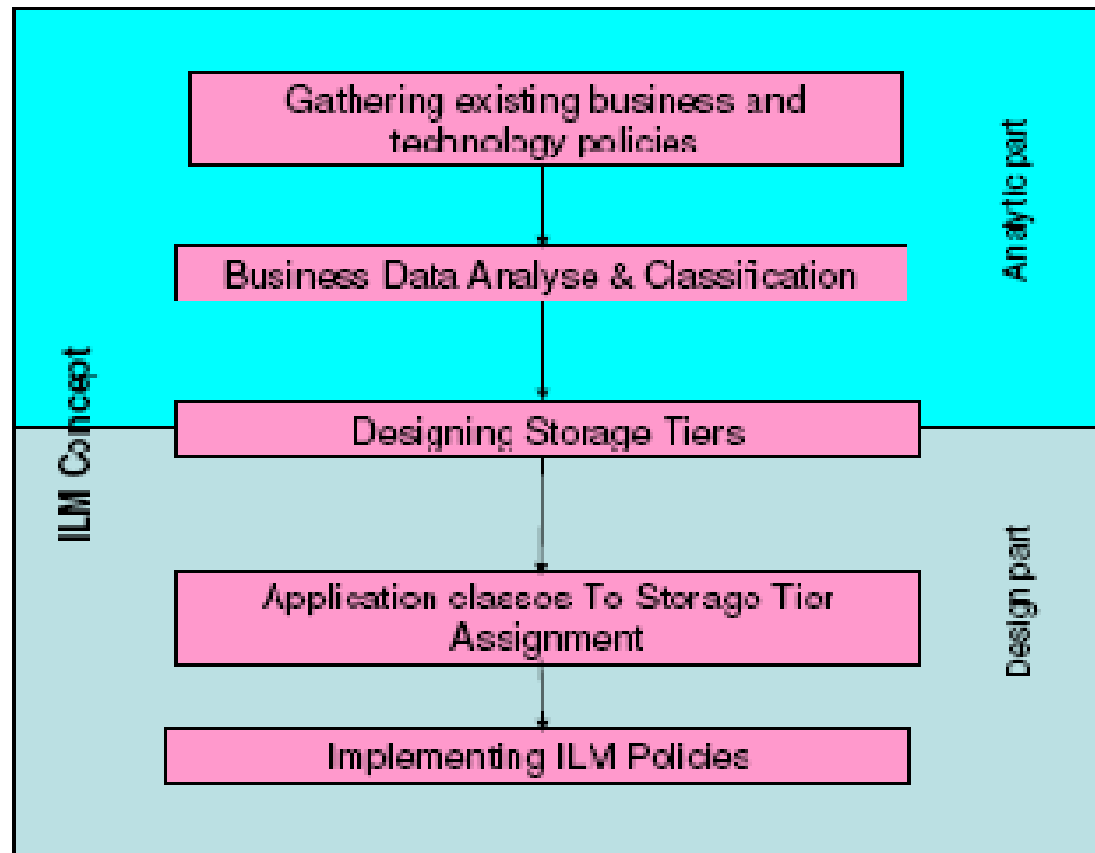 Gathering existing business and
technology policies
Analytic part
Business Data Analyse & Classification
ILM Concept
Designing Storage Tiers
Application classes To Storage Tier
Assignment
Design part
Implementing ILM Policies